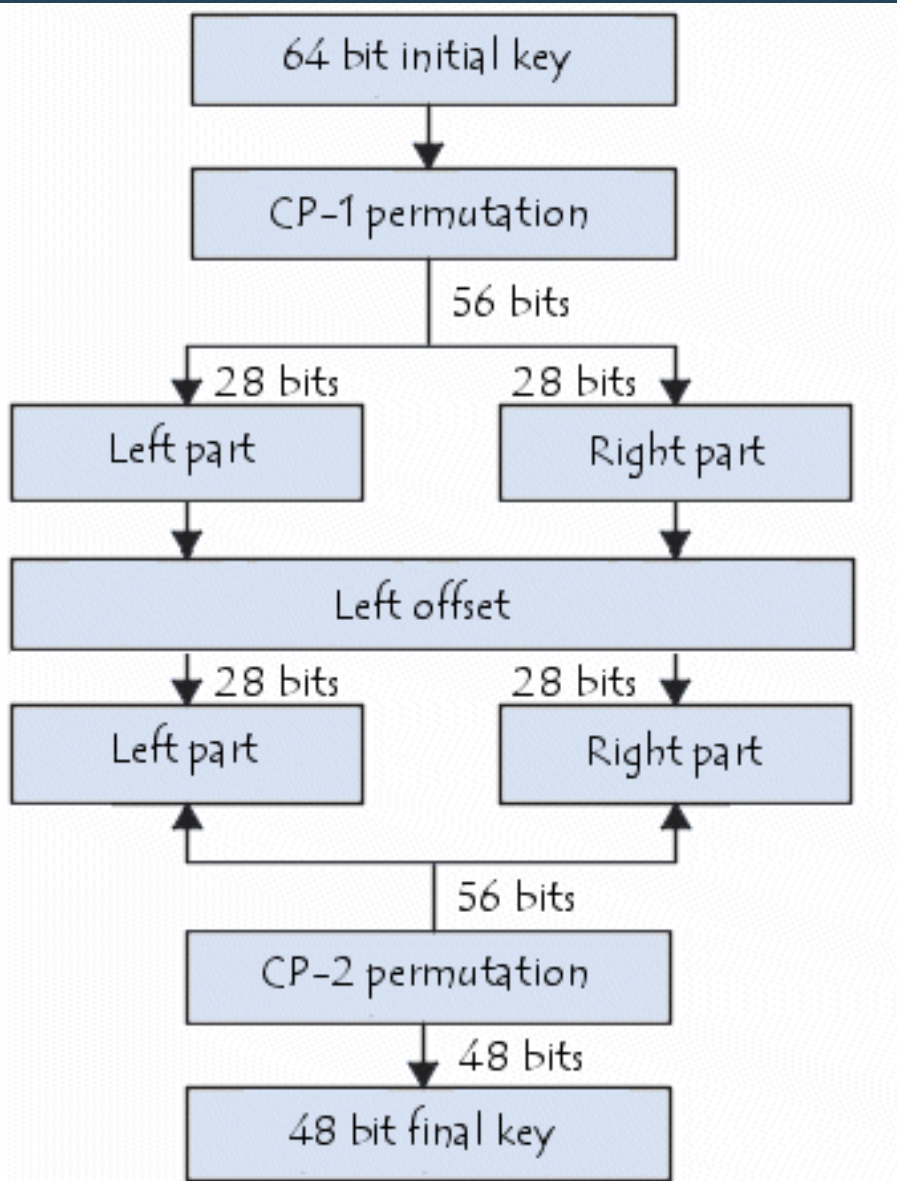 64 bit initial key
CP-1 permutation
56 bits
28 bits 28 bits
Left part Right part
Left offset
28 bits 28 bits
Left part Right part
56 bits
CP-2 permutation
48 bits
48 bit final key